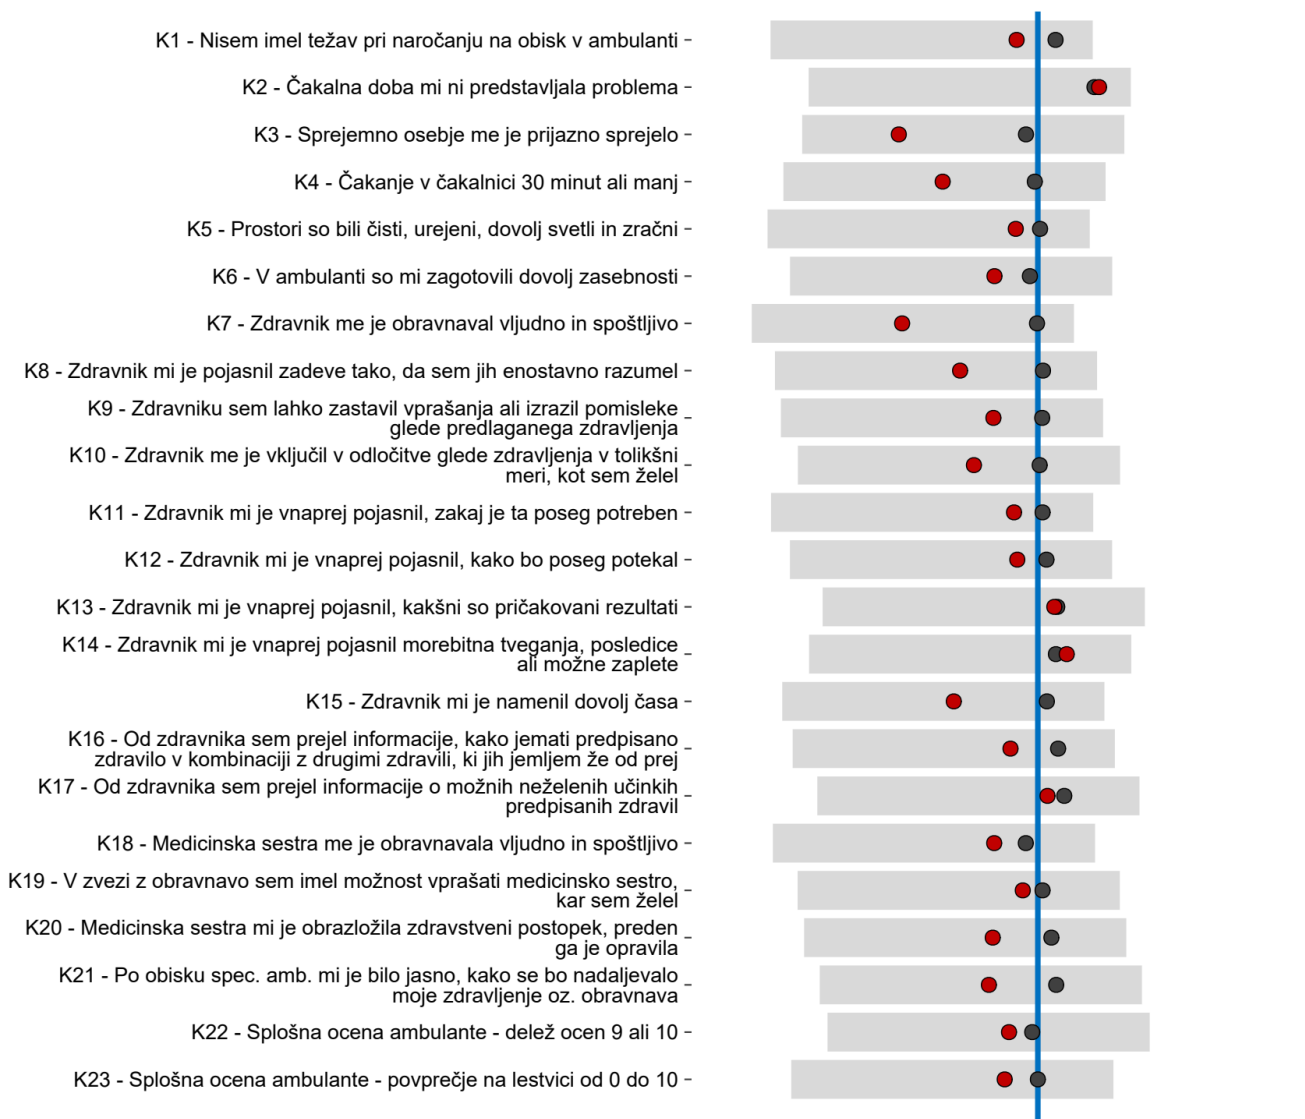 K1 - Nisem imel težav pri naročanju na obisk v ambulanti
K2 - Čakalna doba mi ni predstavljala problema
K3 - Sprejemno osebje me je prijazno sprejelo
K4 - Čakanje v čakalnici 30 minut ali manj
K5 - Prostori so bili čisti, urejeni, dovolj svetli in zračni
K6 - V ambulanti so mi zagotovili dovolj zasebnosti
K7 - Zdravnik me je obravnaval vljudno in spoštljivo
K8 - Zdravnik mi je pojasnil zadeve tako, da sem jih enostavno razumel
K9 - Zdravniku sem lahko zastavil vprašanja ali izrazil pomisleke
glede predlaganega zdravljenja
K10 - Zdravnik me je vključil v odločitve glede zdravljenja v tolikšni
meri, kot sem želel
K11 - Zdravnik mi je vnaprej pojasnil, zakaj je ta poseg potreben
K12 - Zdravnik mi je vnaprej pojasnil, kako bo poseg potekal
K13 - Zdravnik mi je vnaprej pojasnil, kakšni so pričakovani rezultati
K14 - Zdravnik mi je vnaprej pojasnil morebitna tveganja, posledice
ali možne zaplete
K15 - Zdravnik mi je namenil dovolj časa
K16 - Od zdravnika sem prejel informacije, kako jemati predpisano
zdravilo v kombinaciji z drugimi zdravili, ki jih jemljem že od prej
K17 - Od zdravnika sem prejel informacije o možnih neželenih učinkih
predpisanih zdravil
K18 - Medicinska sestra me je obravnavala vljudno in spoštljivo
K19 - V zvezi z obravnavo sem imel možnost vprašati medicinsko sestro,
kar sem želel
K20 - Medicinska sestra mi je obrazložila zdravstveni postopek, preden
ga je opravila
K21 - Po obisku spec. amb. mi je bilo jasno, kako se bo nadaljevalo
moje zdravljenje oz. obravnava
K22 - Splošna ocena ambulante - delež ocen 9 ali 10
K23 - Splošna ocena ambulante - povprečje na lestvici od 0 do 10